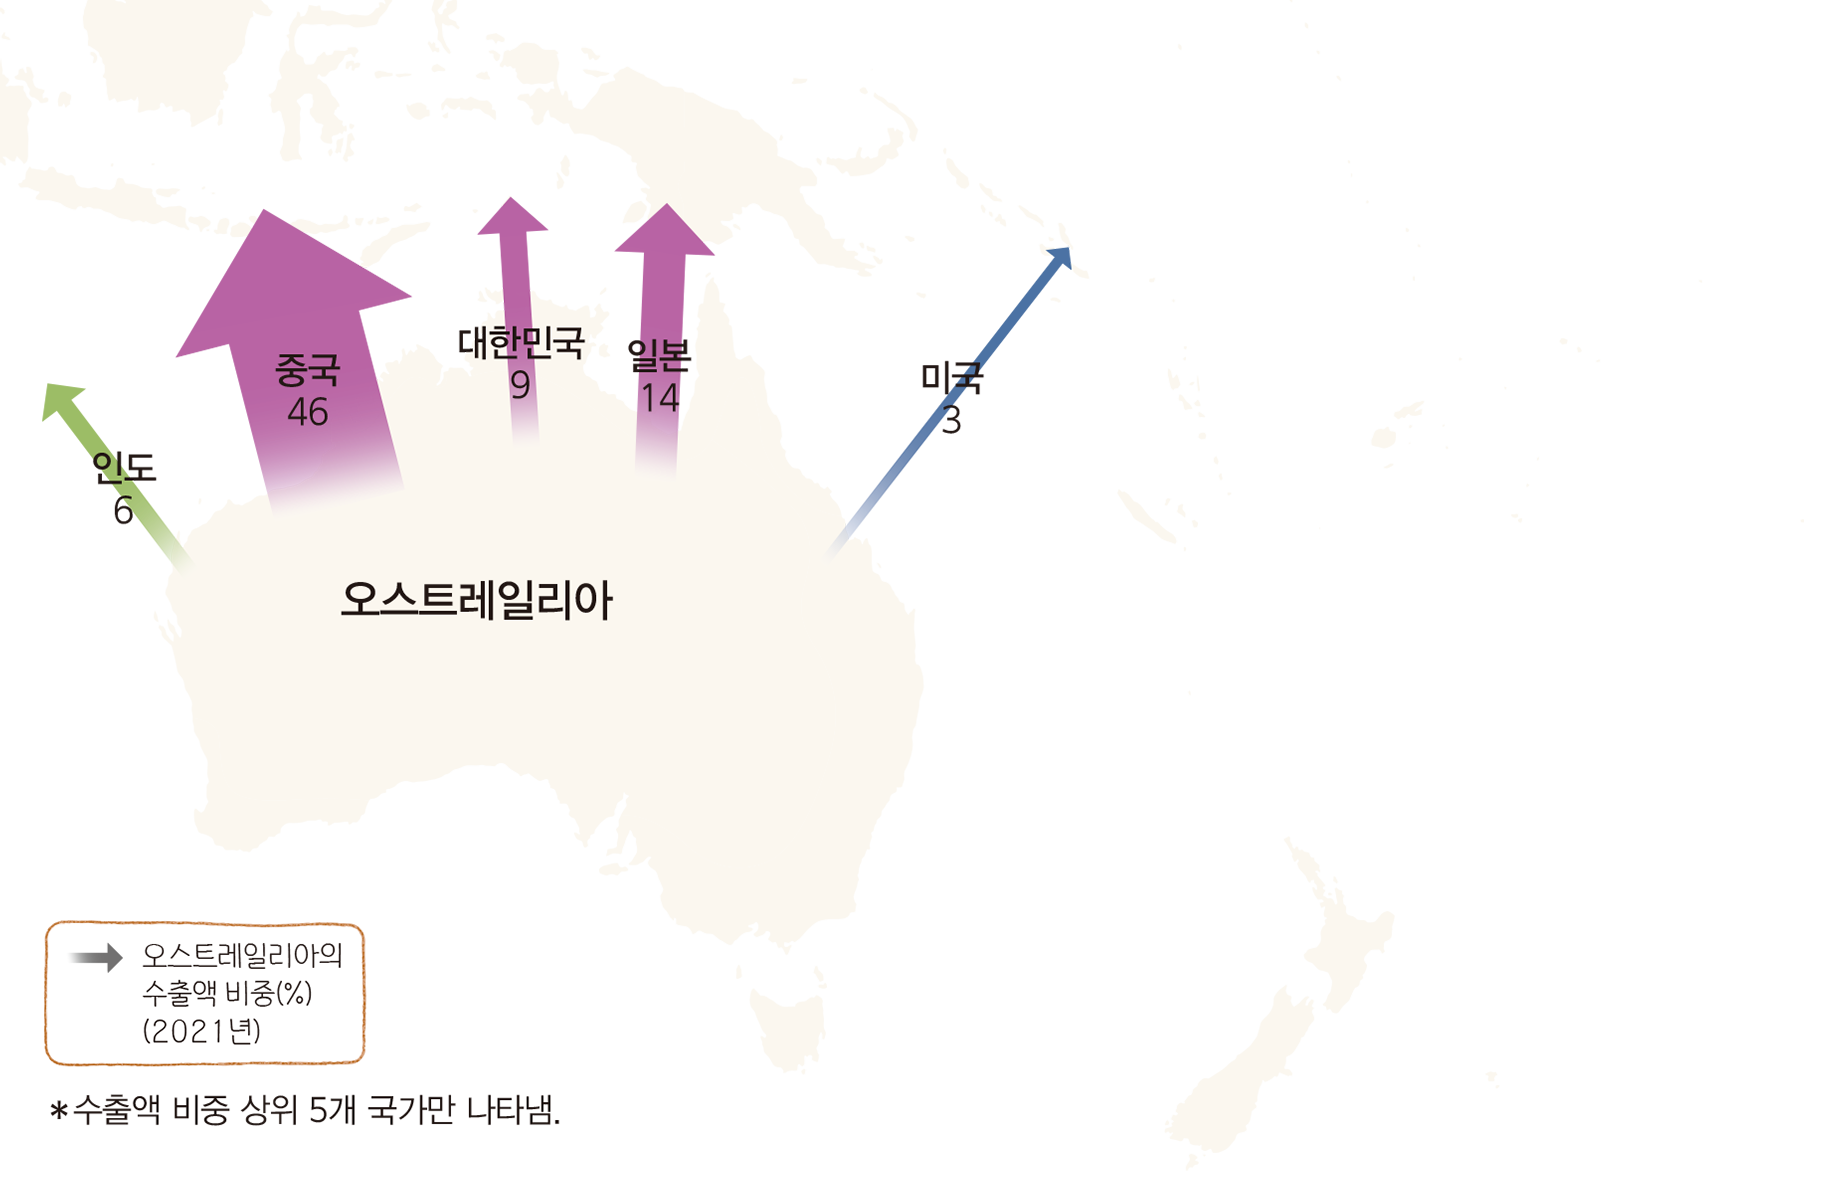 대한민국
9
일본
14
중국
46
미국
3
인도
6
오스트레일리아
오스트레일리아의
수출액 비중(%)
(2021년)
*수출액 비중 상위 5개 국가만 나타냄.